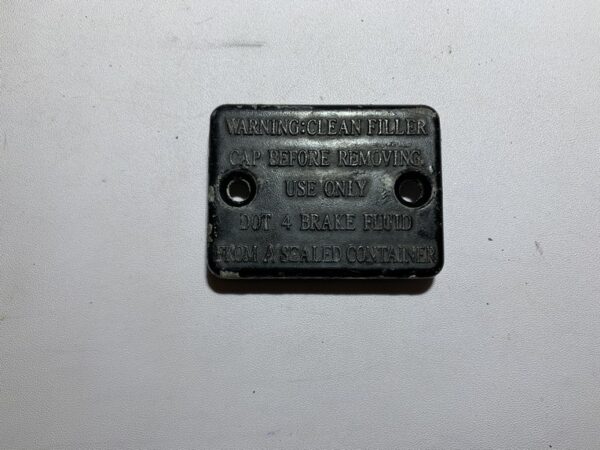 WARNING:CLEAN FILLER
CAP BEFORE REMOVING.
USE ONLY
DOT 4 BRAKE FLUID
FROM A SEALED CONTAINER